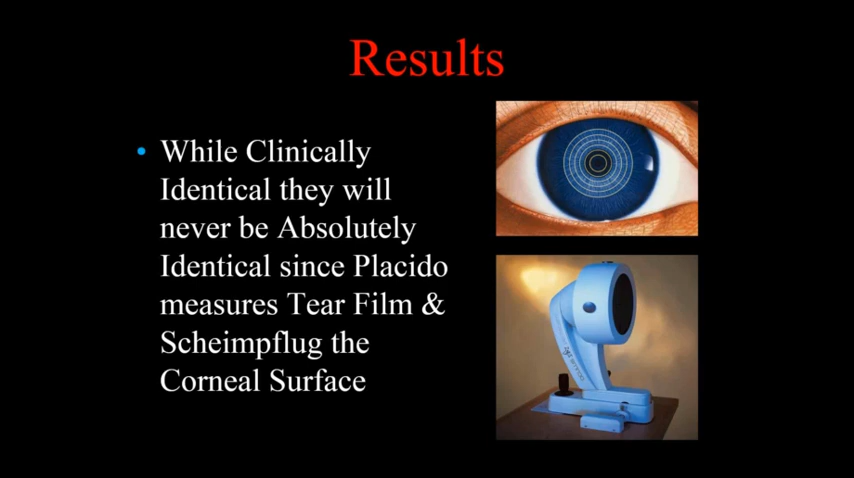 Results
• While Clinically
Identical they will
never be Absolutely
Identical since Placido
measures Tear Film &
Scheimpflug the
Corneal Surface